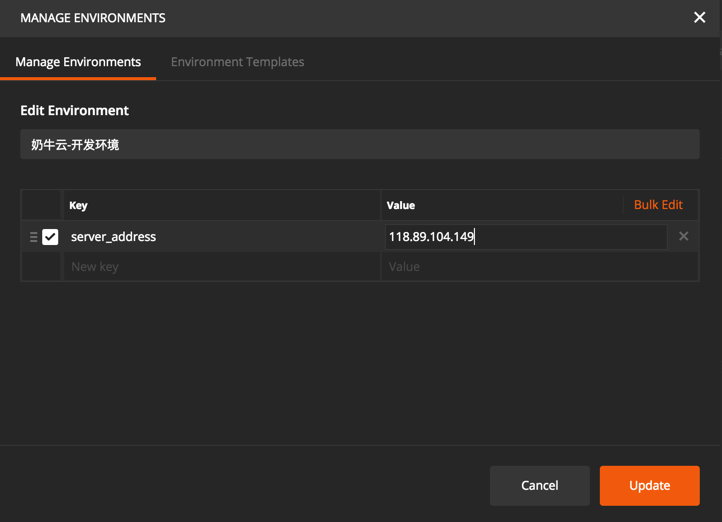 MANAGE ENVIRONMENTS
Manage Environments Environment Templates
Edit Environment
奶牛云-开发环境
Key Value Bulk Edit
server_address 118.89.104.149
New key Value
Cancel Update